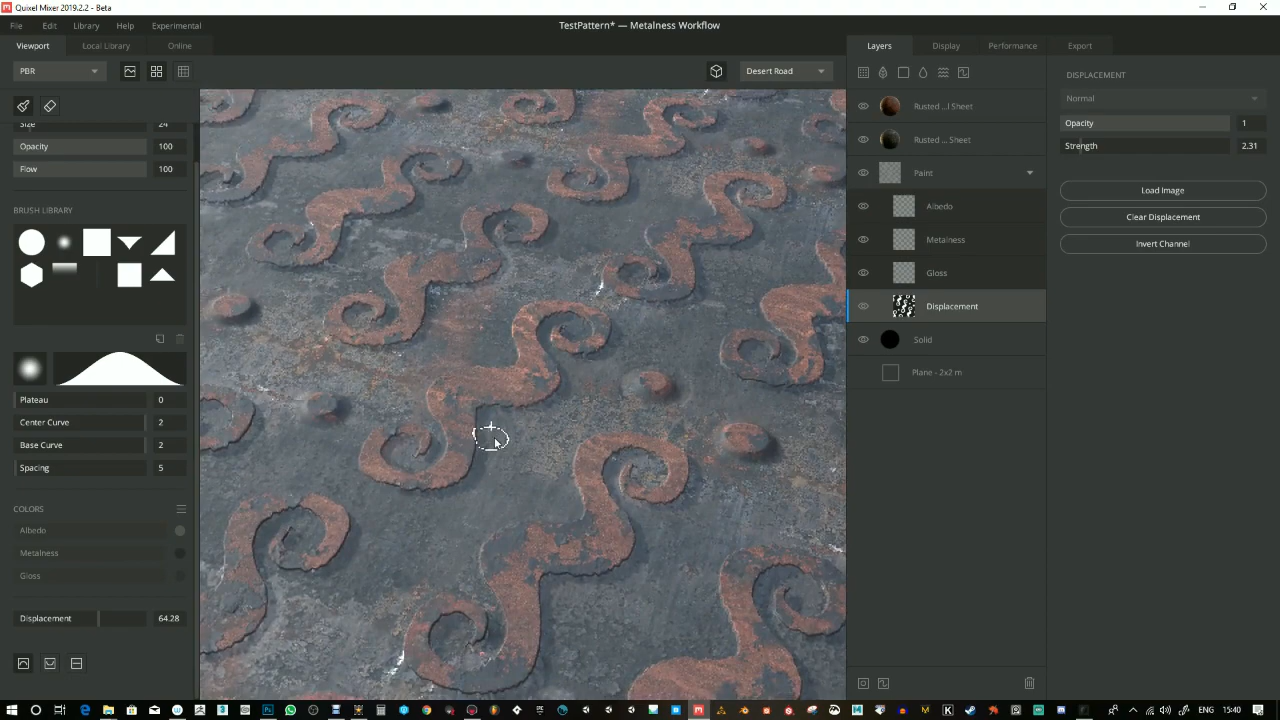 Quixel Mixer 2019.2.2 - Beta
File Edit Library Help Experimental
TestPattern* — Metalness Workflow
Viewport Local Library Online
Layers Display Performance Export
PBR
Desert Road
DISPLACEMENT
Normal
Opacity 1
Strength 2.31
Load Image
Clear Displacement
Invert Channel
Rusted ...l Sheet
Rusted ... Sheet
Paint
Albedo
Metalness
Gloss
Displacement
Solid
Plane - 2x2 m
Size 24
Opacity 100
Flow 100
BRUSH LIBRARY
Plateau 0
Center Curve 2
Base Curve 2
Spacing 5
COLORS
Albedo
Metalness
Gloss
Displacement 64.28
ENG 15:40